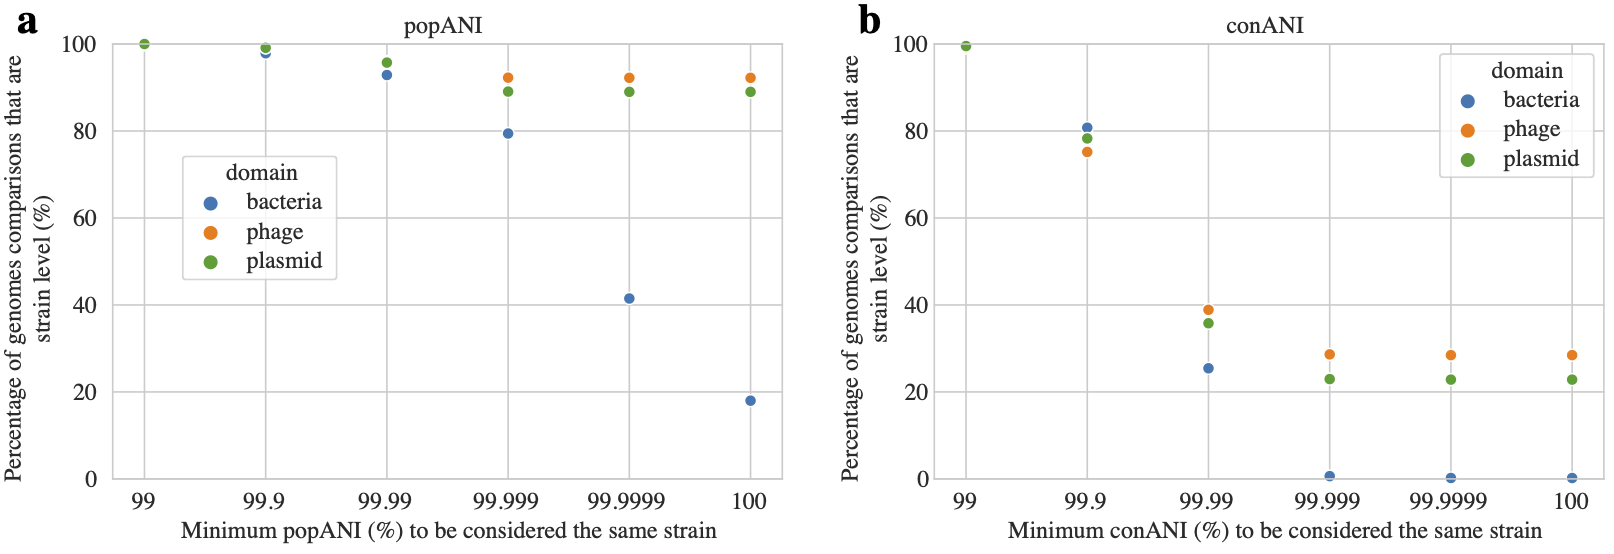 a
popANI
Percentage of genomes comparisons that are
strain level (%)
100
80
60
40
20
0
domain
bacteria
phage
plasmid
99
99.9
99.99
99.999
99.9999
100
Minimum popANI (%) to be considered the same strain
b
conANI
Percentage of genomes comparisons that are
strain level (%)
100
80
60
40
20
0
domain
bacteria
phage
plasmid
99
99.9
99.99
99.999
99.9999
100
Minimum conANI (%) to be considered the same strain